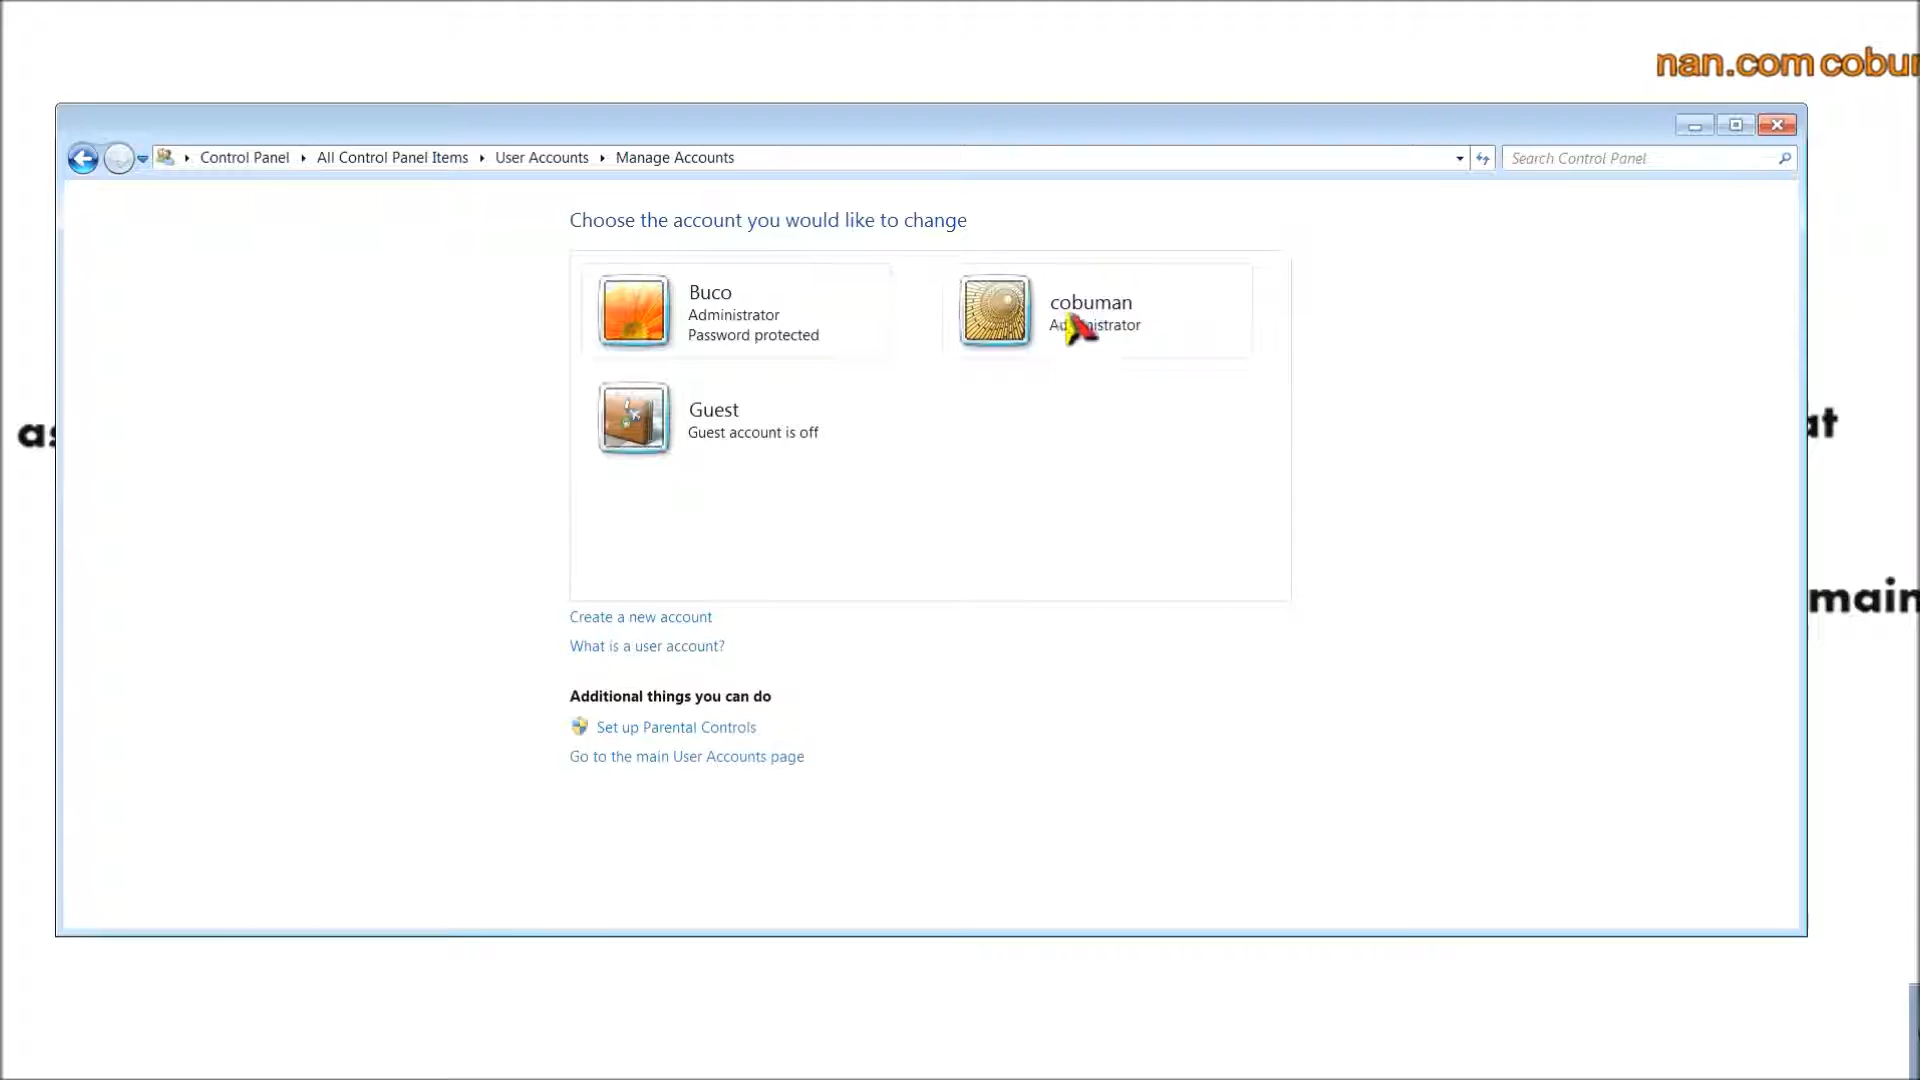 nan.com cobu
Control Panel All Control Panel Items User Accounts Manage Accounts
Search Control Panel
Choose the account you would like to change
Buco
Administrator
Password protected
cobuman
Administrator
Guest
Guest account is off
as
at
main
Create a new account
What is a user account?
Additional things you can do
Set up Parental Controls
Go to the main User Accounts page